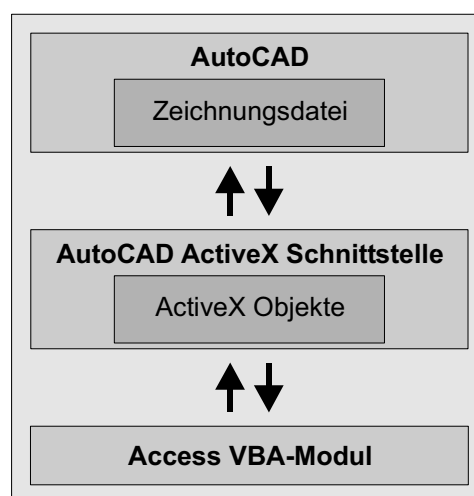 AutoCAD
Zeichnungsdatei
AutoCAD ActiveX Schnittstelle
ActiveX Objekte
Access VBA-Modul